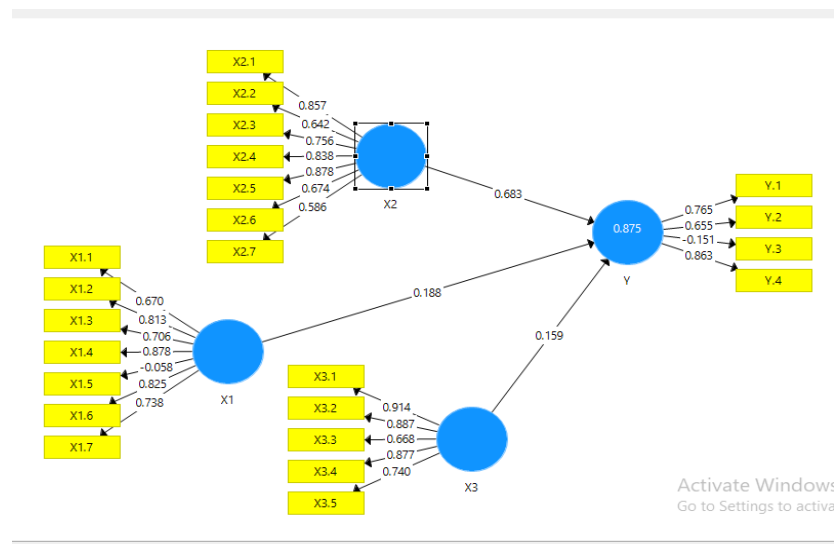 X2.1
X2.2
X2.3
X2.4
X2.5
X2.6
X2.7
0.857
0.642
0.756
0.838
0.878
0.674
0.586
X2
0.683
X1.1
X1.2
X1.3
X1.4
X1.5
X1.6
X1.7
0.670
0.813
0.706
0.878
-0.058
0.825
0.738
X1
0.188
X3.1
X3.2
X3.3
X3.4
X3.5
0.914
0.887
0.668
0.877
0.740
X3
0.159
0.875
Y
0.765
0.655
-0.151
0.863
Y.1
Y.2
Y.3
Y.4
Activate Windows
Go to Settings to activa